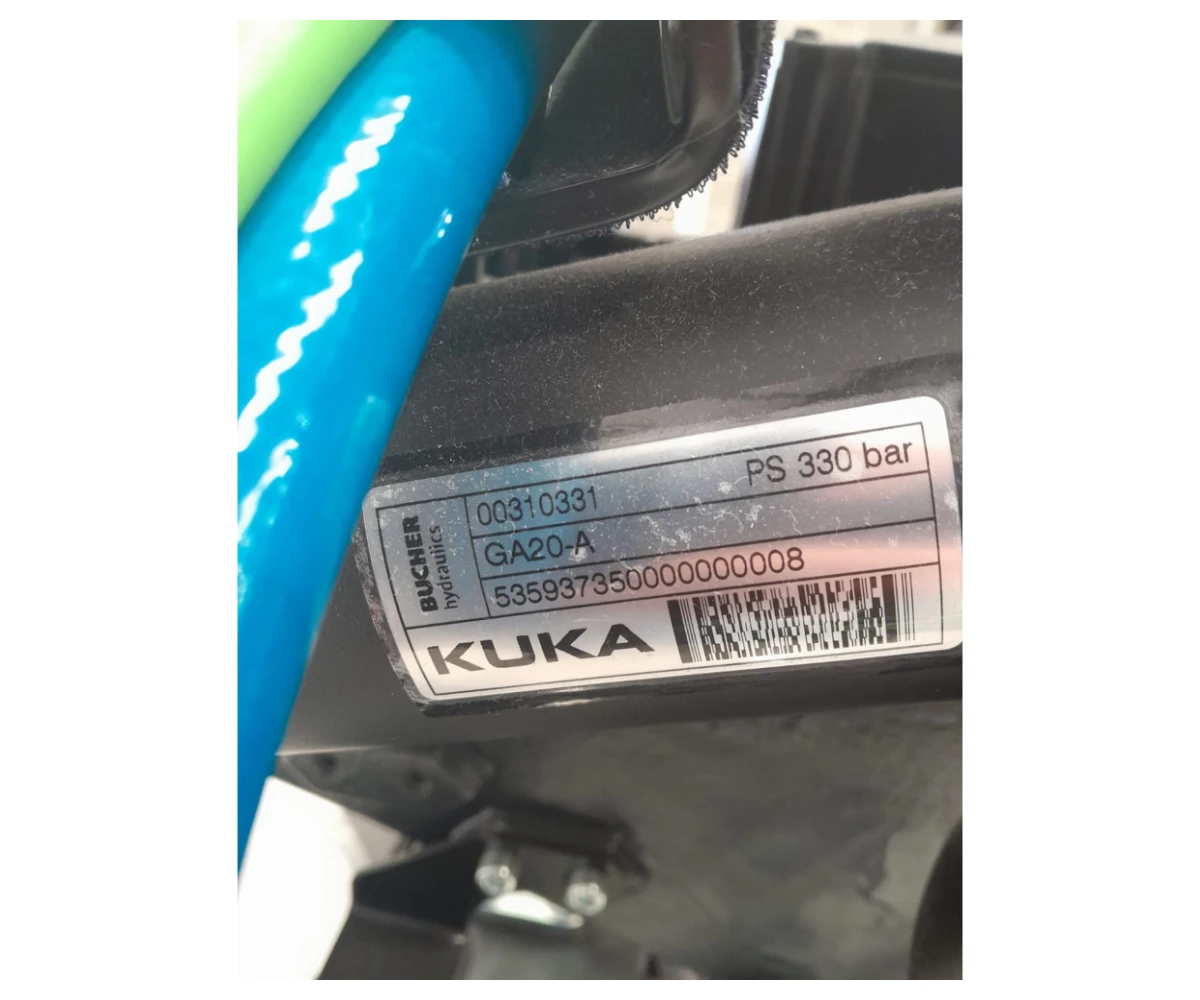 BUCHER
hydraulics
00310331 PS 330 bar
GA20-A
535937350000000008
KUKA